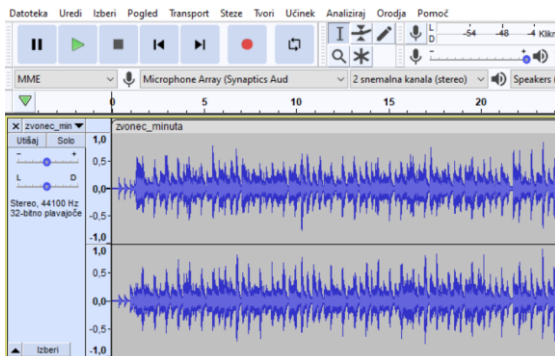 Datoteka Uredi Izberi Pogled Transport Steze Tvori Učinek Analiziraj Orodja Pomoč
L D -54 -48 -4 Klikn
MME Microphone Array (Synaptics Aud 2 snemalna kanala (stereo) Speakers (
0 5 10 15 20
× zvonec_min zvonec_minuta
Utišaj Solo
- +
L D
Stereo, 44100 Hz
32-bitno plavajoče
1,0
0,5-
0,0-
-0,5-
-1,0
1,0
0,5-
0,0-
-0,5-
-1,0
Izberi